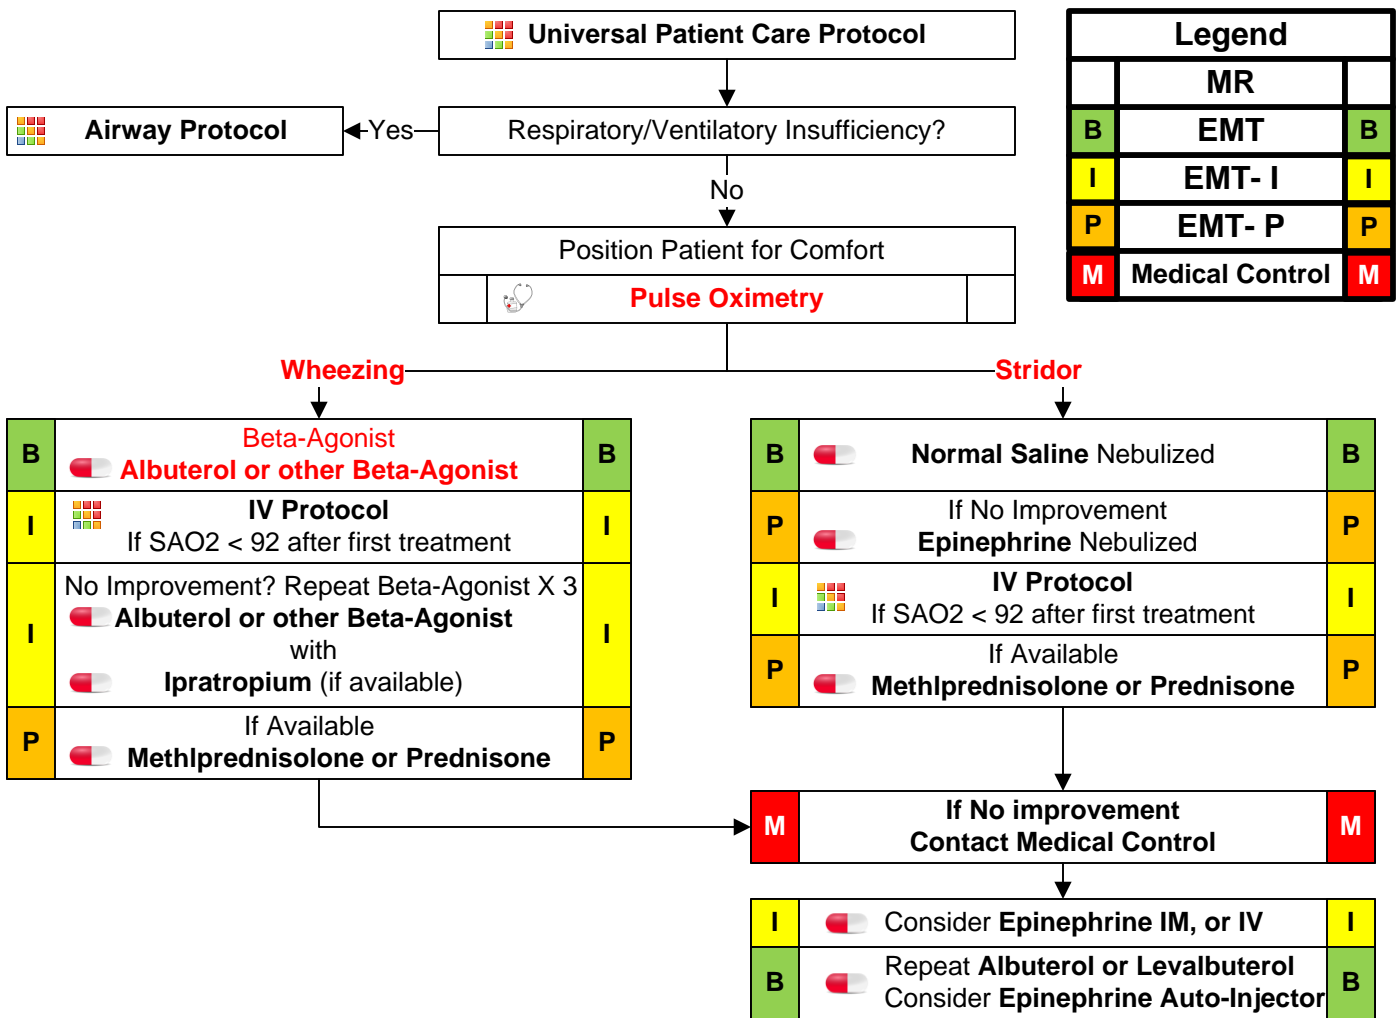 Universal Patient Care Protocol
Legend
MR
B EMT B
I EMT- I I
P EMT- P P
M Medical Control M
Airway Protocol
Yes
Respiratory/Ventilatory Insufficiency?
No
Position Patient for Comfort
Pulse Oximetry
Wheezing
Stridor
B B
Beta-Agonist
Albuterol or other Beta-Agonist
I I
IV Protocol
If SAO2 < 92 after first treatment
I I
No Improvement? Repeat Beta-Agonist X 3
Albuterol or other Beta-Agonist
with
Ipratropium (if available)
P P
If Available
Methlprednisolone or Prednisone
B Normal Saline Nebulized B
P P
If No Improvement
Epinephrine Nebulized
I I
IV Protocol
If SAO2 < 92 after first treatment
P P
If Available
Methlprednisolone or Prednisone
M M
If No improvement
Contact Medical Control
I Consider Epinephrine IM, or IV I
B B
Repeat Albuterol or Levalbuterol
Consider Epinephrine Auto-Injector